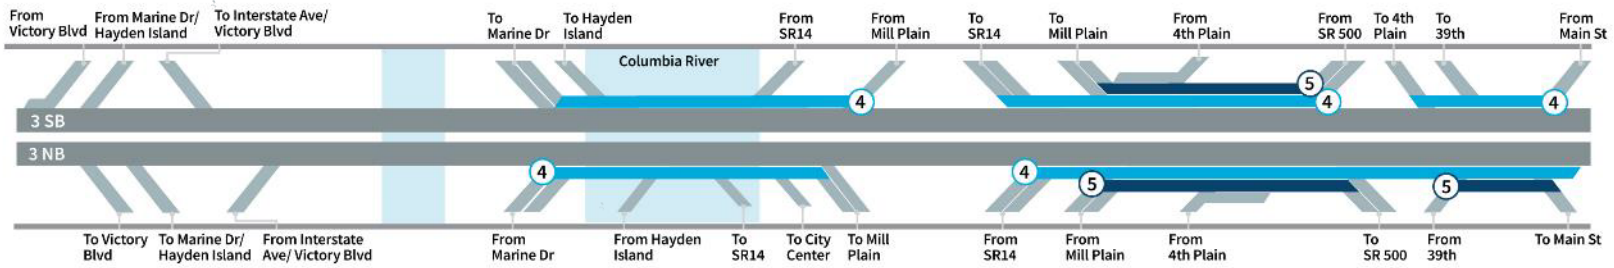 From
Victory Blvd
From Marine Dr/
Hayden Island
To Interstate Ave/
Victory Blvd
To
Marine Dr
To Hayden
Island
From
SR14
From
Mill Plain
To
SR14
To
Mill Plain
From
4th Plain
From
SR 500
To 4th
Plain
To
39th
From
Main St
Columbia River
5
4
4
4
3 SB
3 NB
4
4
5
5
To Victory
Blvd
To Marine Dr/
Hayden Island
From Interstate
Ave/ Victory Blvd
From
Marine Dr
From Hayden
Island
To
SR14
To City
Center
To Mill
Plain
From
SR14
From
Mill Plain
From
4th Plain
To
SR 500
From
39th
To Main St